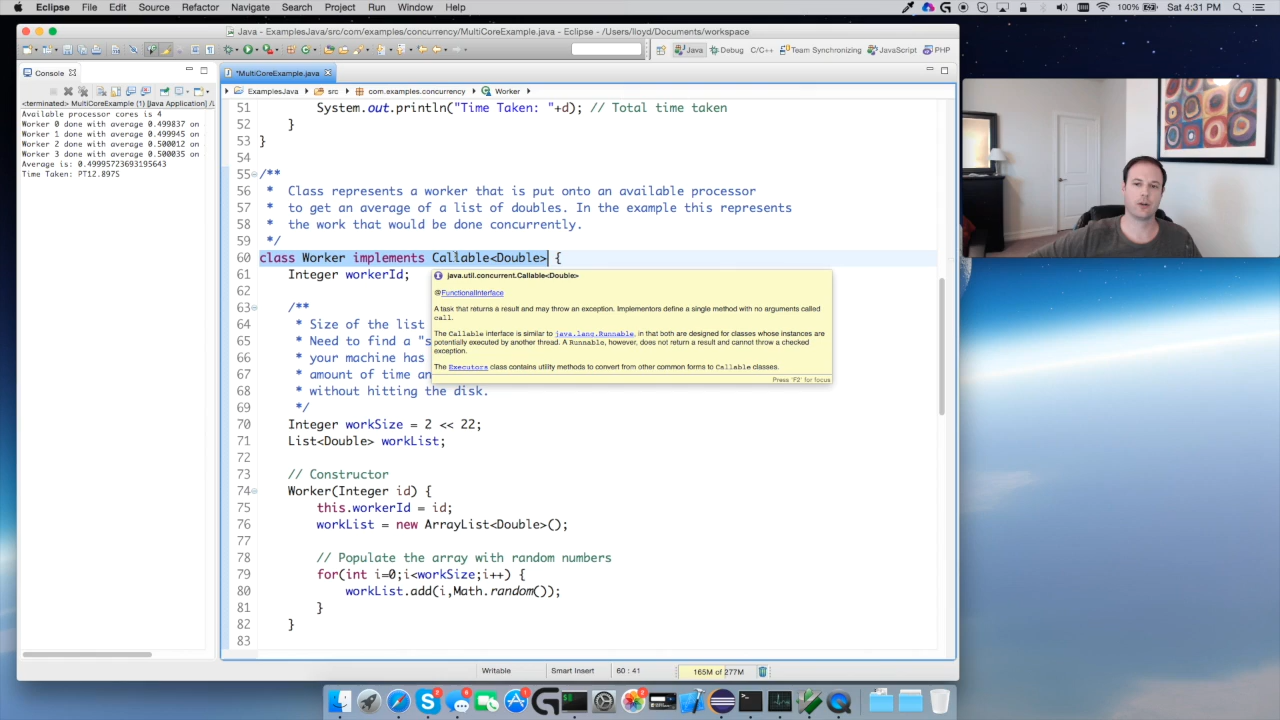 Eclipse File Edit Source Refactor Navigate Search Project Run Window Help
100% Sat 4:31 PM
Java - ExamplesJava/src/com/examples/concurrency/MultiCoreExample.java - Eclipse - /Users/lloyd/Documents/workspace
Java Debug C/C++ Team Synchronizing JavaScript PHP
Console
<terminated> MultiCoreExample (1) [Java Application] /L
Available processor cores is 4
Worker 0 done with average 0.499837 on
Worker 1 done with average 0.499945 on
Worker 2 done with average 0.500012 on
Worker 3 done with average 0.500035 on
Average is: 0.49995723693195643
Time Taken: PT12.897S
*MultiCoreExample.java
ExamplesJava src com.examples.concurrency Worker
51 System.out.println("Time Taken: "+d); // Total time taken
52 }
53 }
54
55 /**
56 * Class represents a worker that is put onto an available processor
57 * to get an average of a list of doubles. In the example this represents
58 * the work that would be done concurrently.
59 */
60 class Worker implements Callable<Double> {
61 Integer workerId;
62
63 /**
64 * Size of the list
65 * Need to find a "s
66 * your machine has
67 * amount of time an
68 * without hitting the disk.
69 */
70 Integer workSize = 2 << 22;
71 List<Double> workList;
72
73 // Constructor
74 Worker(Integer id) {
75 this.workerId = id;
76 workList = new ArrayList<Double>();
77
78 // Populate the array with random numbers
79 for(int i=0;i<workSize;i++) {
80 workList.add(i,Math.random());
81 }
82 }
83
java.util.concurrent.Callable<Double>
@FunctionalInterface
A task that returns a result and may throw an exception. Implementors define a single method with no arguments called
call.
The Callable interface is similar to java.lang.Runnable, in that both are designed for classes whose instances are
potentially executed by another thread. A Runnable, however, does not return a result and cannot throw a checked
exception.
The Executors class contains utility methods to convert from other common forms to Callable classes.
Press 'F2' for focus
Writable Smart Insert 60 : 41 165M of 277M